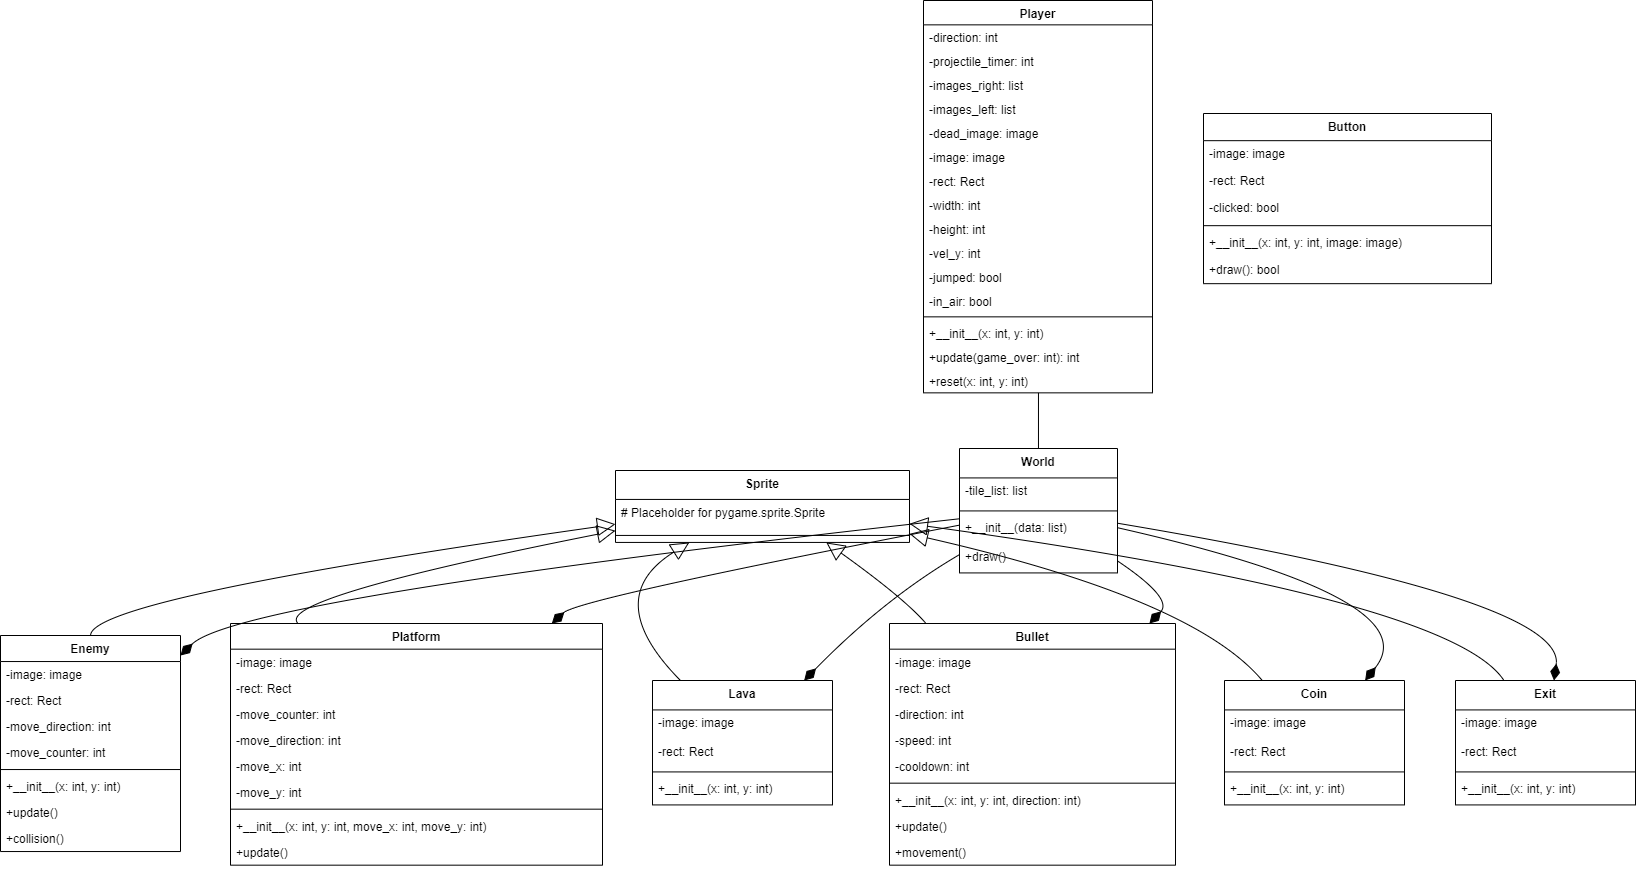 Player
-direction: int
-projectile_timer: int
-images_right: list
-images_left: list
-dead_image: image
-image: image
-rect: Rect
-width: int
-height: int
-vel_y: int
-jumped: bool
-in_air: bool
+__init__(x: int, y: int)
+update(game_over: int): int
+reset(x: int, y: int)
Button
-image: image
-rect: Rect
-clicked: bool
+__init__(x: int, y: int, image: image)
+draw(): bool
Sprite
# Placeholder for pygame.sprite.Sprite
World
-tile_list: list
+__init__(data: list)
+draw()
Enemy
-image: image
-rect: Rect
-move_direction: int
-move_counter: int
+__init__(x: int, y: int)
+update()
+collision()
Platform
-image: image
-rect: Rect
-move_counter: int
-move_direction: int
-move_x: int
-move_y: int
+__init__(x: int, y: int, move_x: int, move_y: int)
+update()
Lava
-image: image
-rect: Rect
+__init__(x: int, y: int)
Bullet
-image: image
-rect: Rect
-direction: int
-speed: int
-cooldown: int
+__init__(x: int, y: int, direction: int)
+update()
+movement()
Coin
-image: image
-rect: Rect
+__init__(x: int, y: int)
Exit
-image: image
-rect: Rect
+__init__(x: int, y: int)